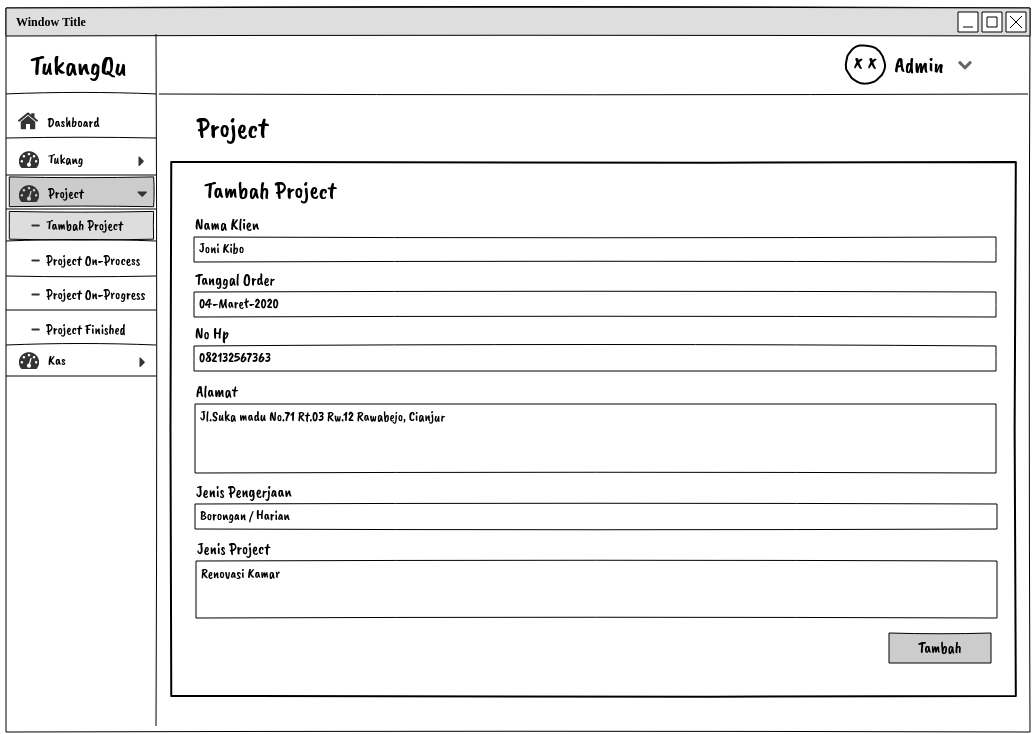 Window Title
TukangQu
Admin
Dashboard
Tukang
Project
– Tambah Project
– Project On-Process
– Project On-Progress
– Project Finished
Kas
Project
Tambah Project
Nama Klien
Joni Kibo
Tanggal Order
04-Maret-2020
No Hp
082132567363
Alamat
Jl.Suka madu No.71 Rt.03 Rw.12 Rawabejo, Cianjur
Jenis Pengerjaan
Borongan / Harian
Jenis Project
Renovasi Kamar
Tambah